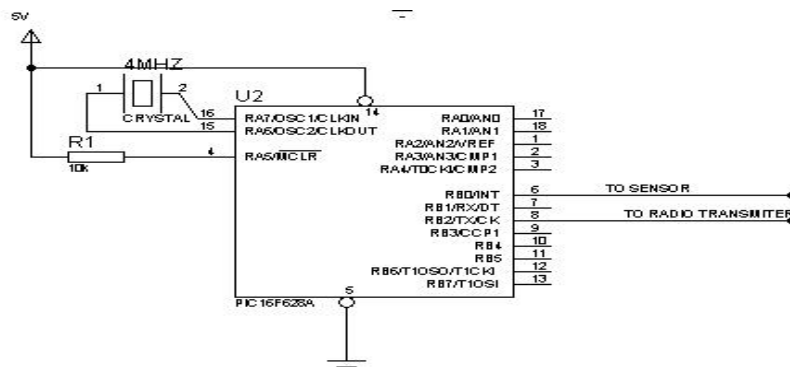 5V
4MHZ
1
2
CRYSTAL
U2
14
16
RA7/OSC1/CLKIN
15
RA6/OSC2/CLKOUT
R1
10k
4
RA5/MCLR
RA0/AN0 17
RA1/AN1 18
RA2/AN2/VREF 1
RA3/AN3/CMP1 2
RA4/T0CKI/CMP2 3
RB0/INT 6 TO SENSOR
RB1/RX/DT 7
RB2/TX/CK 8 TO RADIO TRANSMITER
RB3/CCP1 9
RB4 10
RB5 11
RB6/T1OSO/T1CKI 12
RB7/T1OSI 13
5
PIC16F628A